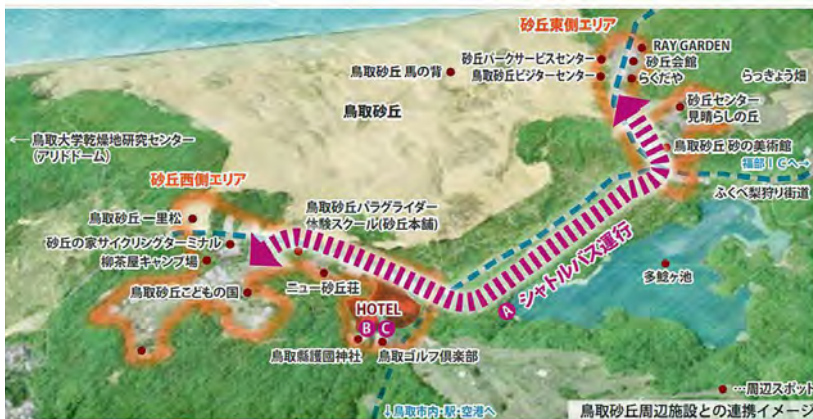 砂丘東側エリア
RAY GARDEN
砂丘パークサービスセンター
砂丘会館
鳥取砂丘 馬の背
鳥取砂丘ビジターセンター
らくだや
らっきょう畑
砂丘センター
見晴らしの丘
鳥取砂丘
←鳥取大学乾燥地研究センター
(アリドドーム)
鳥取砂丘 砂の美術館
福部ICへ→
砂丘西側エリア
ふくべ梨狩り街道
鳥取砂丘 一里松
鳥取砂丘パラグライダー
体験スクール(砂丘本舗)
砂丘の家サイクリングターミナル
柳茶屋キャンプ場
多鯰ヶ池
シャトルバス運行
鳥取砂丘こどもの国
ニュー砂丘荘
HOTEL
A
B C
鳥取縣護國神社
鳥取ゴルフ倶楽部
…周辺スポット
↓鳥取市内・駅・空港へ
鳥取砂丘周辺施設との連携イメージ